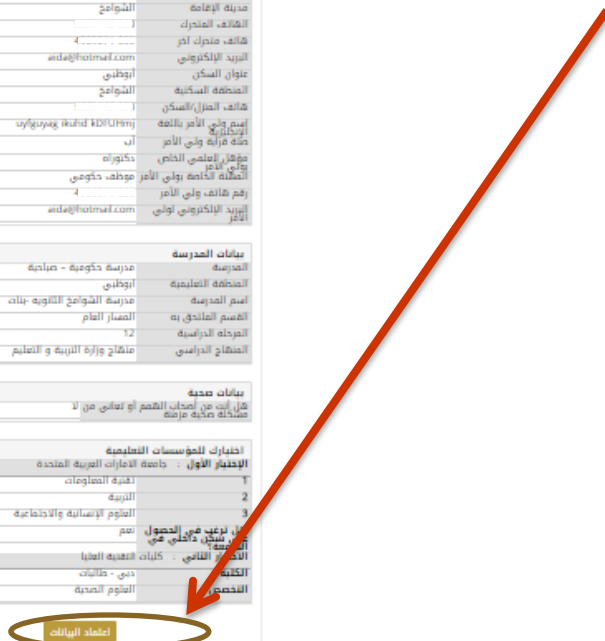 مدينة الإقامة الشوامخ
الهاتف المتحرك
هاتف متحرك اخر
البريد الإلكتروني aida@hotmail.com
عنوان السكن أبوظبي
المنطقة السكنية الشوامخ
هاتف المنزل/السكن
اسم ولي الأمر باللغة الإنجليزية
صلة قرابة ولي الأمر أب
مؤهل العلمي الخاص بولي الأمر دكتوراه
المهنة الخاصة بولي الأمر موظف حكومي
رقم هاتف ولي الأمر
البريد الإلكتروني لولي الأمر aida@hotmail.com
بيانات المدرسة
المدرسة مدرسة حكومية - صباحية
المنطقة التعليمية أبوظبي
اسم المدرسة مدرسة الشوامخ الثانويه -بنات
القسم الملتحق به المسار العام
المرحله الدراسية 12
المنهاج الدراسي منهاج وزارة التربية و التعليم
بيانات صحية
هل أنت من أصحاب الهمم أو تعاني من مشكلة صحية مزمنة لا
اختيارك للمؤسسات التعليمية
الإختيار الأول : جامعة الامارات العربية المتحدة
1 تقنية المعلومات
2 التربية
3 العلوم الإنسانية والاجتماعية
هل ترغب في الحصول على سكن داخلي في الجامعة؟ نعم
الاختيار الثاني : كليات التقنية العليا
الكلية دبي - طالبات
التخصص العلوم الصحية
اعتماد البيانات